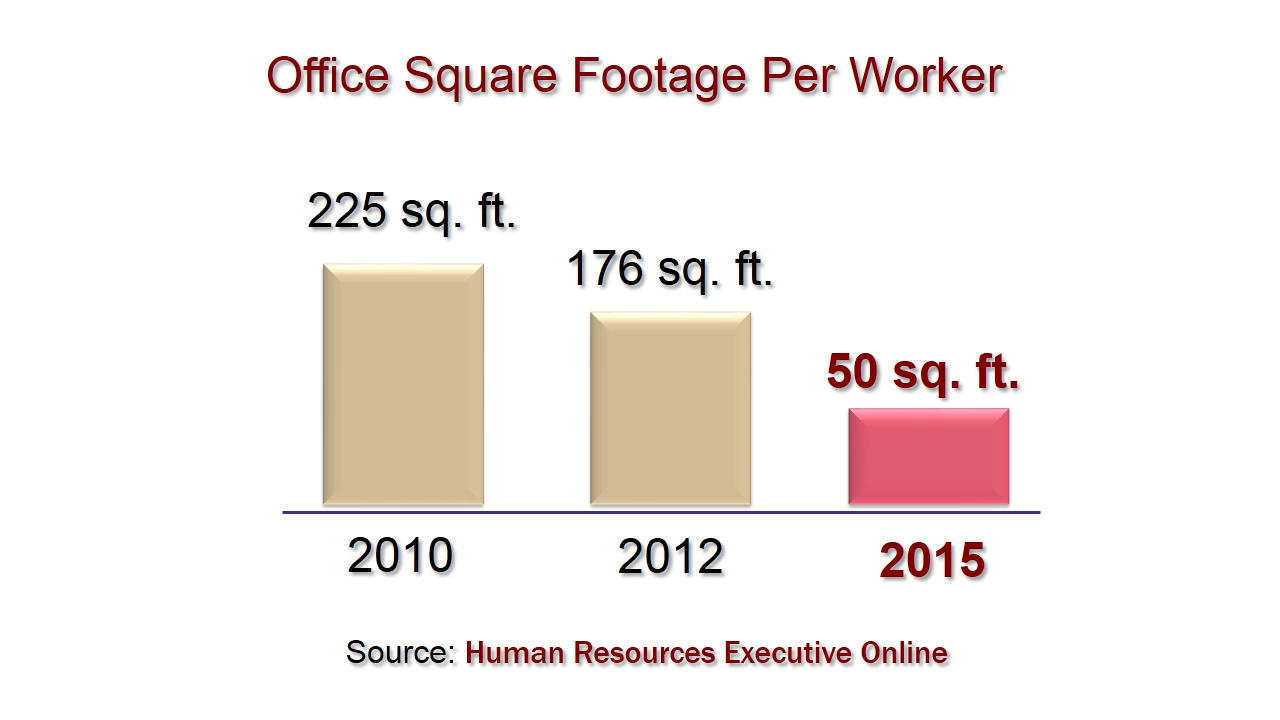 Office Square Footage Per Worker
225 sq. ft.
176 sq. ft.
50 sq. ft.
2010
2012
2015
Source: Human Resources Executive Online